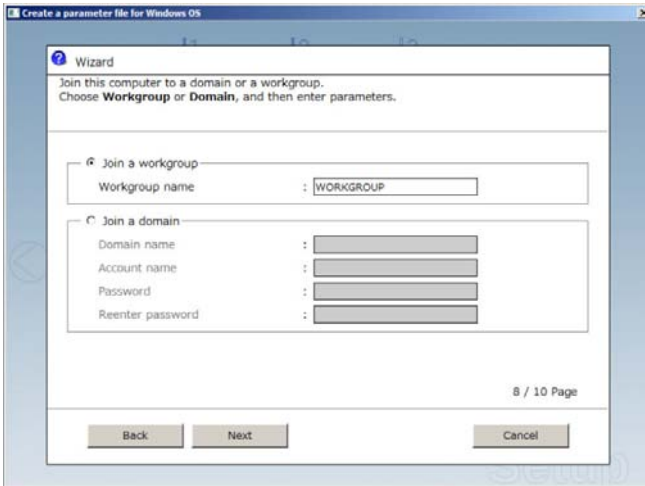 Create a parameter file for Windows OS
Wizard
Join this computer to a domain or a workgroup.
Choose Workgroup or Domain, and then enter parameters.
Join a workgroup
Workgroup name : WORKGROUP
Join a domain
Domain name :
Account name :
Password :
Reenter password :
8 / 10 Page
Back Next Cancel
Setup